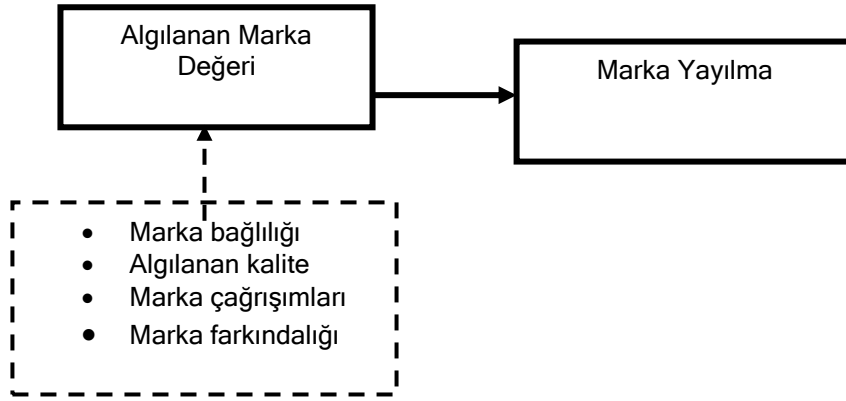 Algılanan Marka
Değeri
Marka Yayılma
• Marka bağlılığı
• Algılanan kalite
• Marka çağrışımları
• Marka farkındalığı